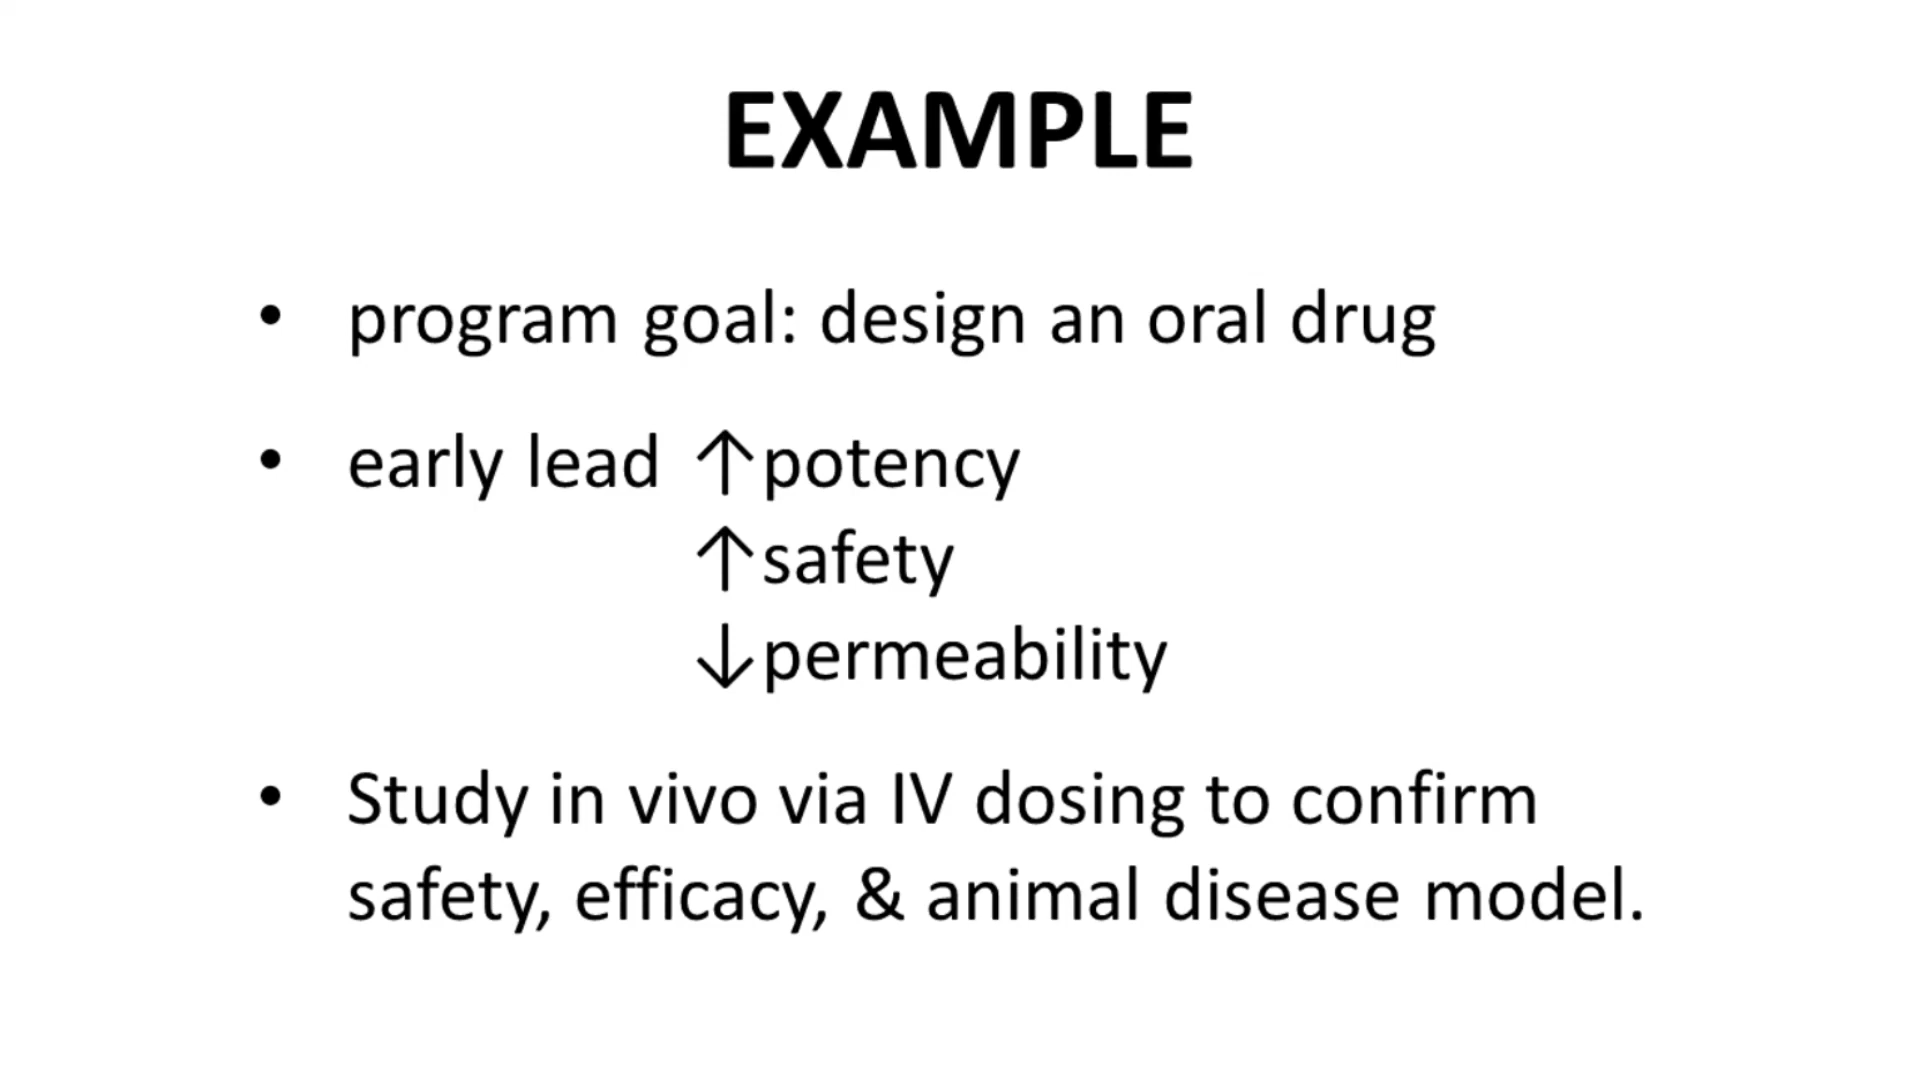 EXAMPLE
• program goal: design an oral drug
• early lead ↑potency
↑safety
↓permeability
• Study in vivo via IV dosing to confirm
safety, efficacy, & animal disease model.